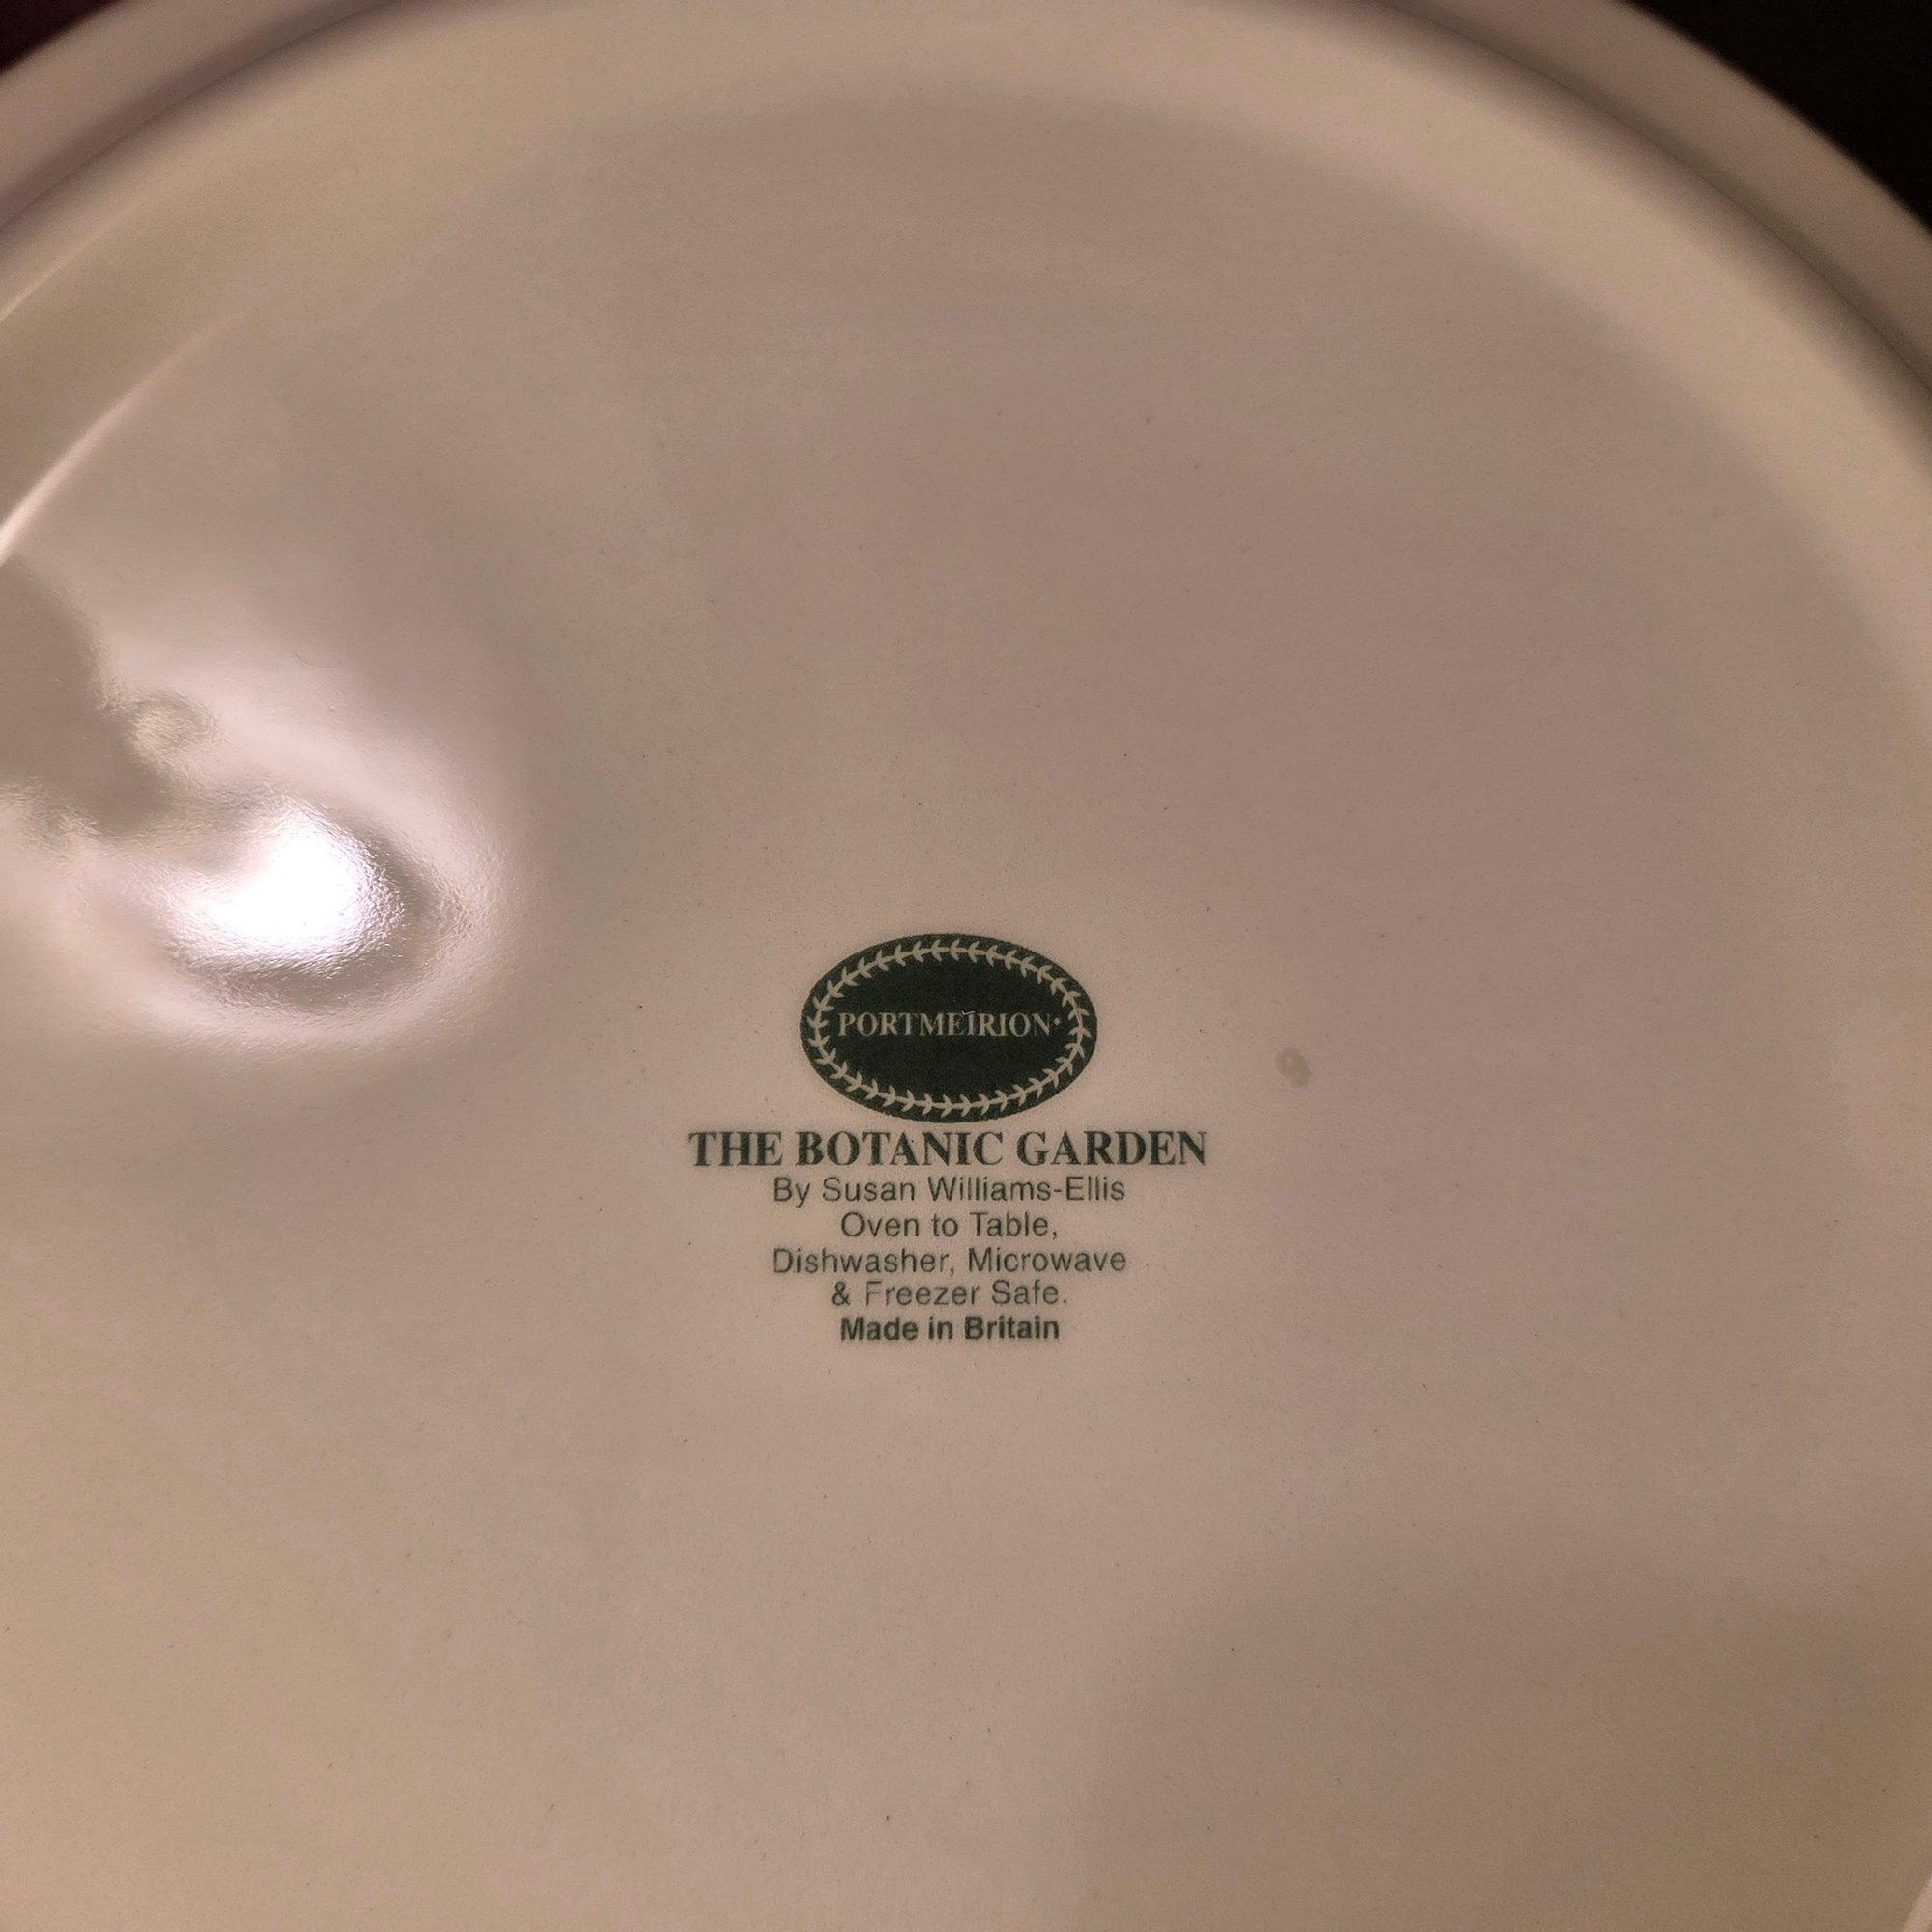 PORTMEIRION
THE BOTANIC GARDEN
By Susan Williams-Ellis
Oven to Table,
Dishwasher, Microwave
& Freezer Safe.
Made in Britain